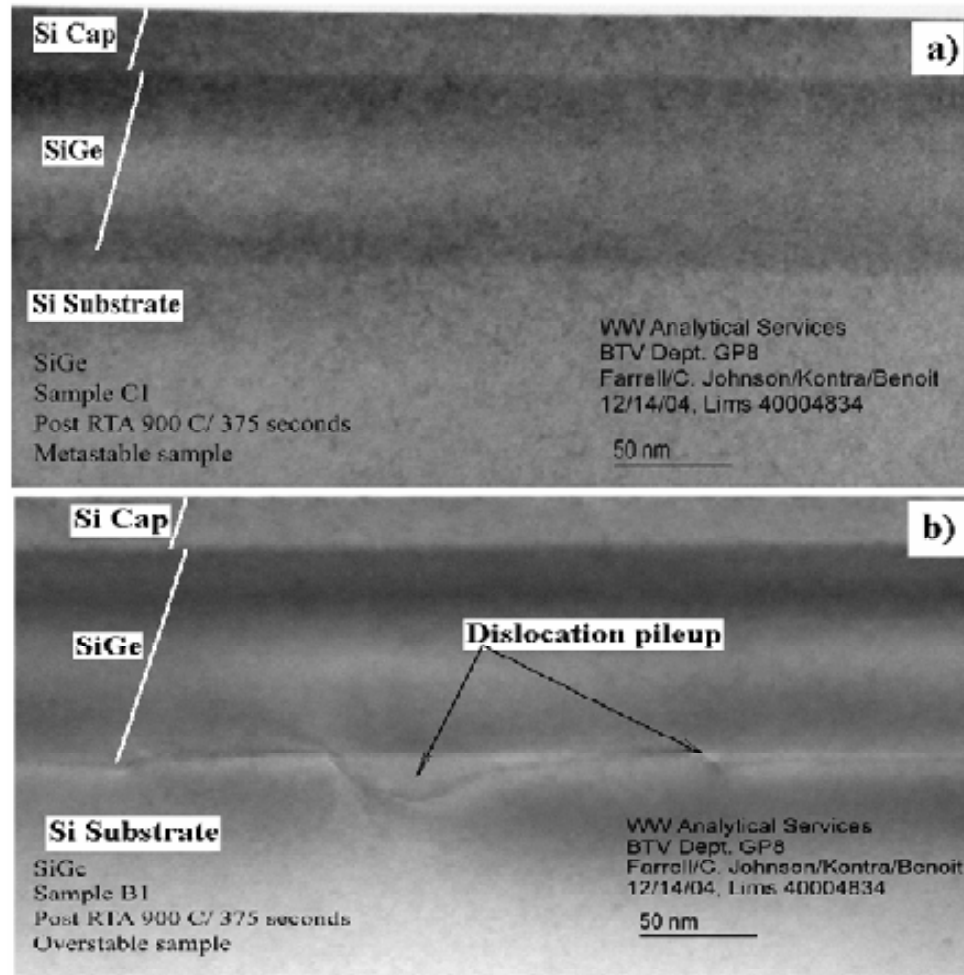 Si Cap
a)
SiGe
Si Substrate
SiGe
Sample C1
Post RTA 900 C/ 375 seconds
Metastable sample
WW Analytical Services
BTV Dept. GP8
Farrell/C. Johnson/Kontra/Benoit
12/14/04, Lims 40004834
50 nm
Si Cap
b)
SiGe
Dislocation pileup
Si Substrate
SiGe
Sample B1
Post RTA 900 C/ 375 seconds
Overstable sample
WW Analytical Services
BTV Dept. GP8
Farrell/C. Johnson/Kontra/Benoit
12/14/04, Lims 40004834
50 nm